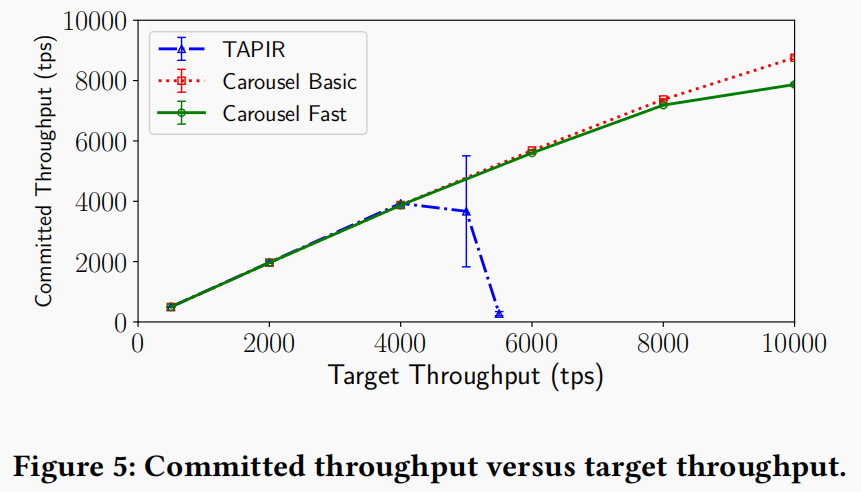 10000
8000
6000
4000
2000
0
Committed Throughput (tps)
TAPIR
Carousel Basic
Carousel Fast
0 2000 4000 6000 8000 10000
Target Throughput (tps)
Figure 5: Committed throughput versus target throughput.